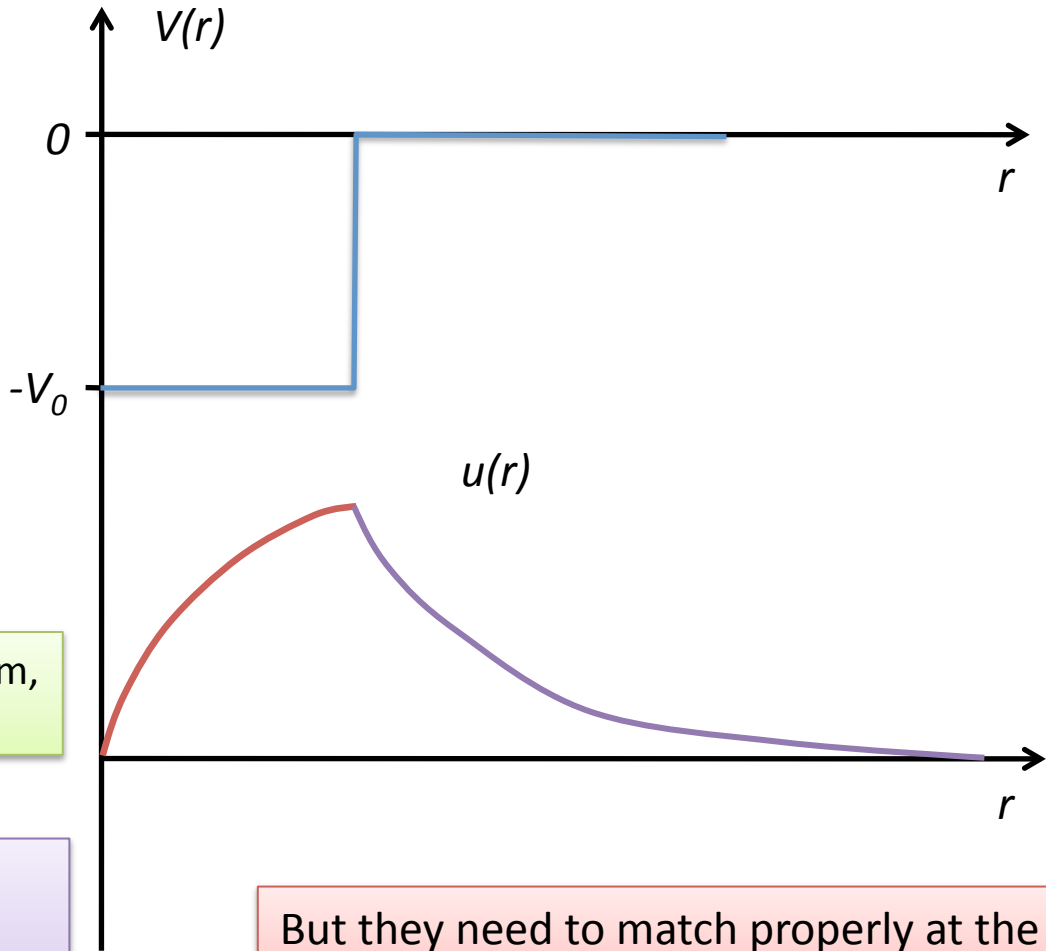 V(r)
0
r
-V₀
u(r)
m,
r
But they need to match properly at the